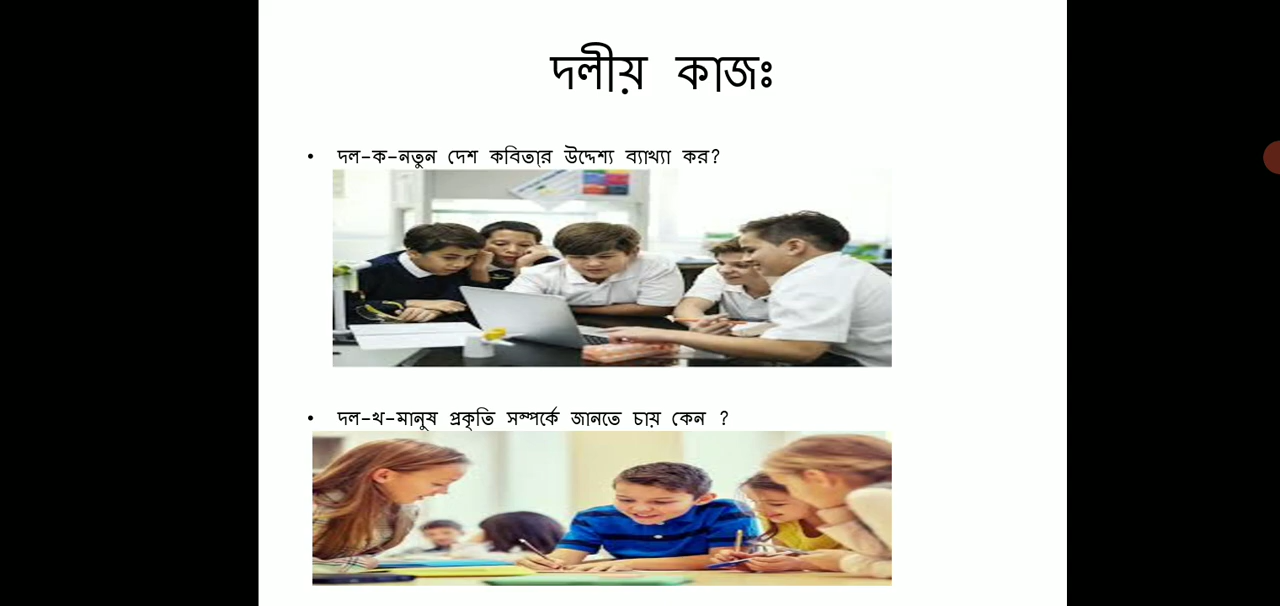 দলীয় কাজঃ
• দল-ক-নতুন দেশ কবিতার উদ্দেশ্য ব্যাখ্যা কর?
• দল-খ-মানুষ প্রকৃতি সম্পর্কে জানতে চায় কেন ?